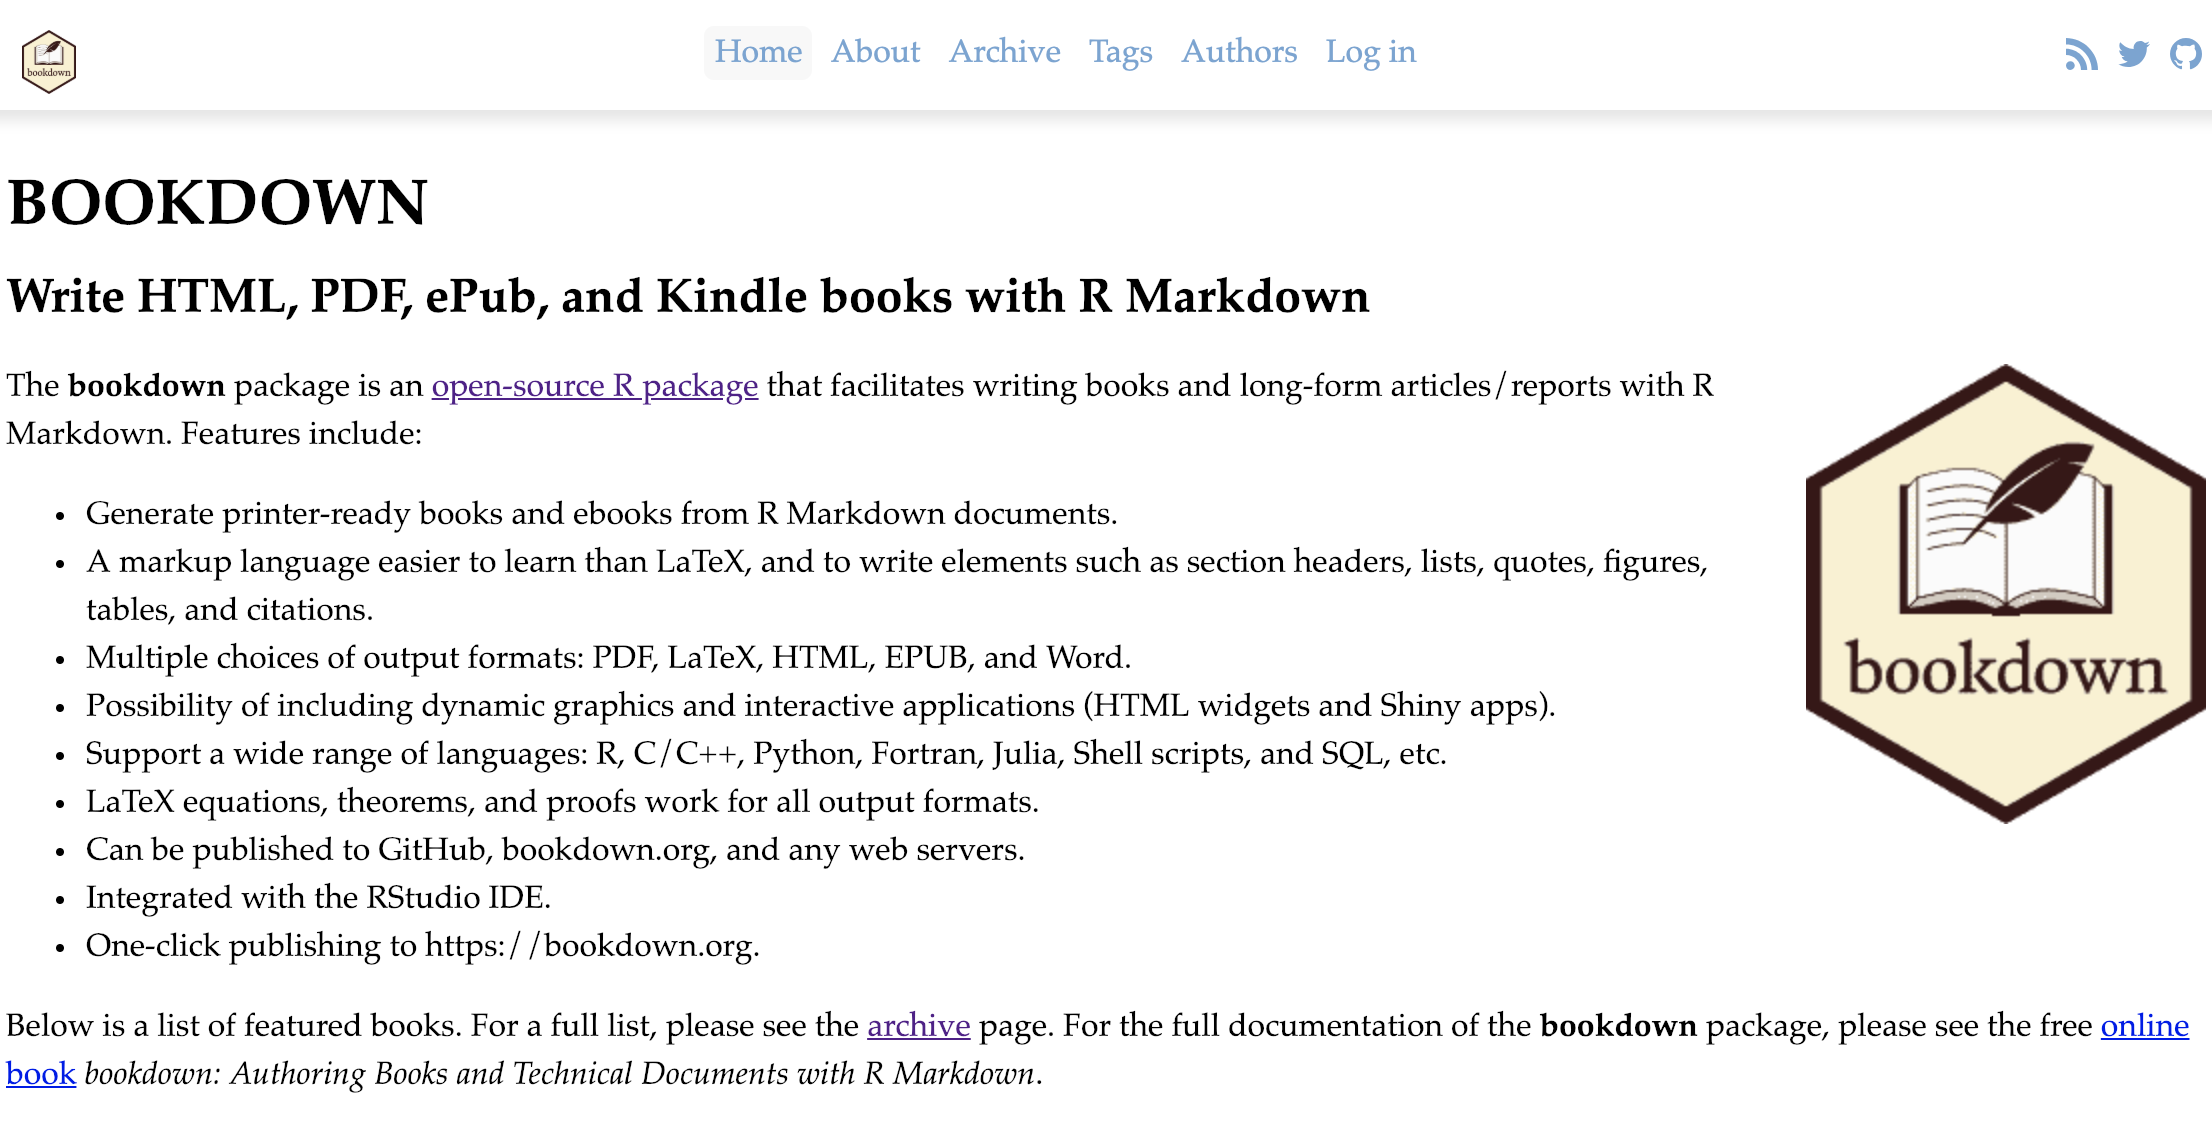 bookdown
Home About Archive Tags Authors Log in
BOOKDOWN
Write HTML, PDF, ePub, and Kindle books with R Markdown
The bookdown package is an open-source R package that facilitates writing books and long-form articles/reports with R
Markdown. Features include:
• Generate printer-ready books and ebooks from R Markdown documents.
• A markup language easier to learn than LaTeX, and to write elements such as section headers, lists, quotes, figures,
tables, and citations.
• Multiple choices of output formats: PDF, LaTeX, HTML, EPUB, and Word.
• Possibility of including dynamic graphics and interactive applications (HTML widgets and Shiny apps).
• Support a wide range of languages: R, C/C++, Python, Fortran, Julia, Shell scripts, and SQL, etc.
• LaTeX equations, theorems, and proofs work for all output formats.
• Can be published to GitHub, bookdown.org, and any web servers.
• Integrated with the RStudio IDE.
• One-click publishing to https://bookdown.org.
bookdown
Below is a list of featured books. For a full list, please see the archive page. For the full documentation of the bookdown package, please see the free online
book bookdown: Authoring Books and Technical Documents with R Markdown.